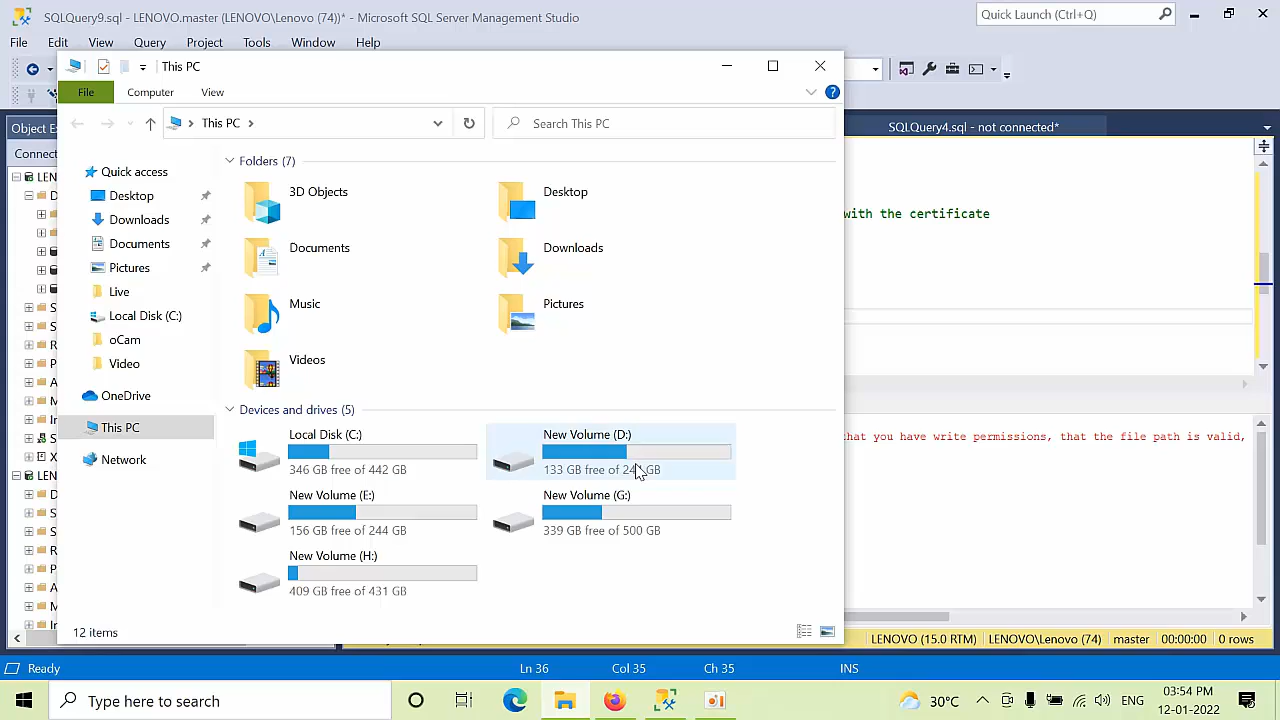 SQLQuery9.sql - LENOVO.master (LENOVO\Lenovo (74))* - Microsoft SQL Server Management Studio
Quick Launch (Ctrl+Q)
File Edit View Query Project Tools Window Help
This PC
File Computer View
This PC
Search This PC
Object Ex
SQLQuery4.sql - not connected*
Connect
Folders (7)
Quick access
Desktop
Downloads
Documents
Pictures
Live
Local Disk (C:)
oCam
Video
OneDrive
This PC
Network
3D Objects
Desktop
Documents
Downloads
Music
Pictures
Videos
with the certificate
Devices and drives (5)
Local Disk (C:)
346 GB free of 442 GB
New Volume (D:)
133 GB free of GB
New Volume (E:)
156 GB free of 244 GB
New Volume (G:)
339 GB free of 500 GB
New Volume (H:)
409 GB free of 431 GB
that you have write permissions, that the file path is valid,
12 items
LENOVO (15.0 RTM) LENOVO\Lenovo (74) master 00:00:00 0 rows
Ready Ln 36 Col 35 Ch 35 INS
Type here to search
30°C
ENG
03:54 PM
12-01-2022